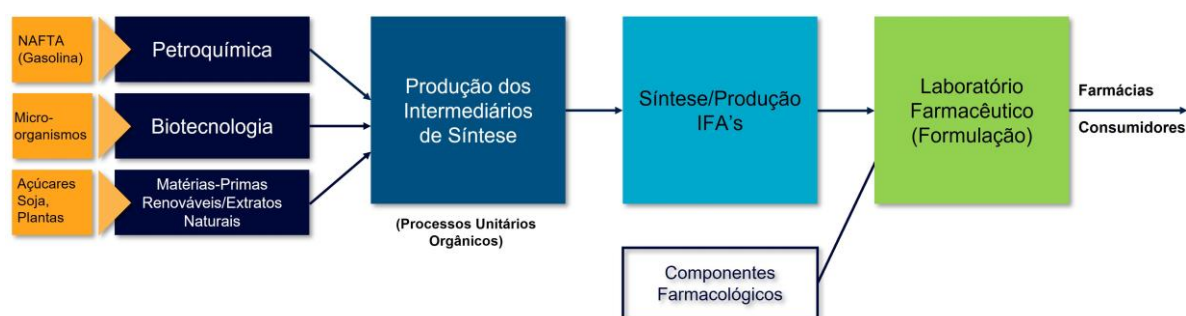 NAFTA
(Gasolina)
Petroquímica
Micro-
organismos
Biotecnologia
Açúcares
Soja,
Plantas
Matérias-Primas
Renováveis/Extratos
Naturais
Produção dos
Intermediários
de Síntese
(Processos Unitários
Orgânicos)
Síntese/Produção
IFA's
Componentes
Farmacológicos
Laboratório
Farmacêutico
(Formulação)
Farmácias
Consumidores